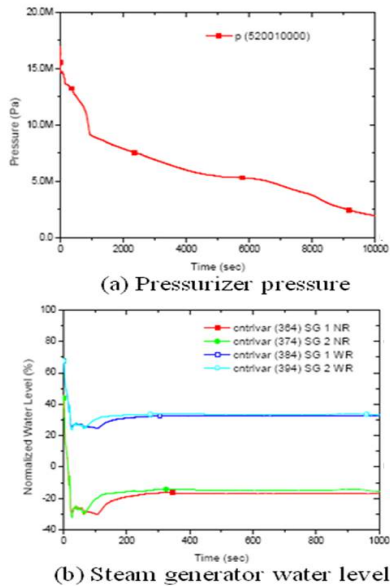 20.0M
15.0M
10.0M
5.0M
0.0
Pressure (Pa)
p (520010000)
0 2000 4000 6000 8000 10000
Time (sec)
(a) Pressurizer pressure
100
80
60
40
20
0
-20
-40
Normalized Water Level (%)
cntrlvar (364) SG 1 NR
cntrlvar (374) SG 2 NR
cntrlvar (384) SG 1 WR
cntrlvar (394) SG 2 WR
0 200 400 600 800 1000
Time (sec)
(b) Steam generator water level